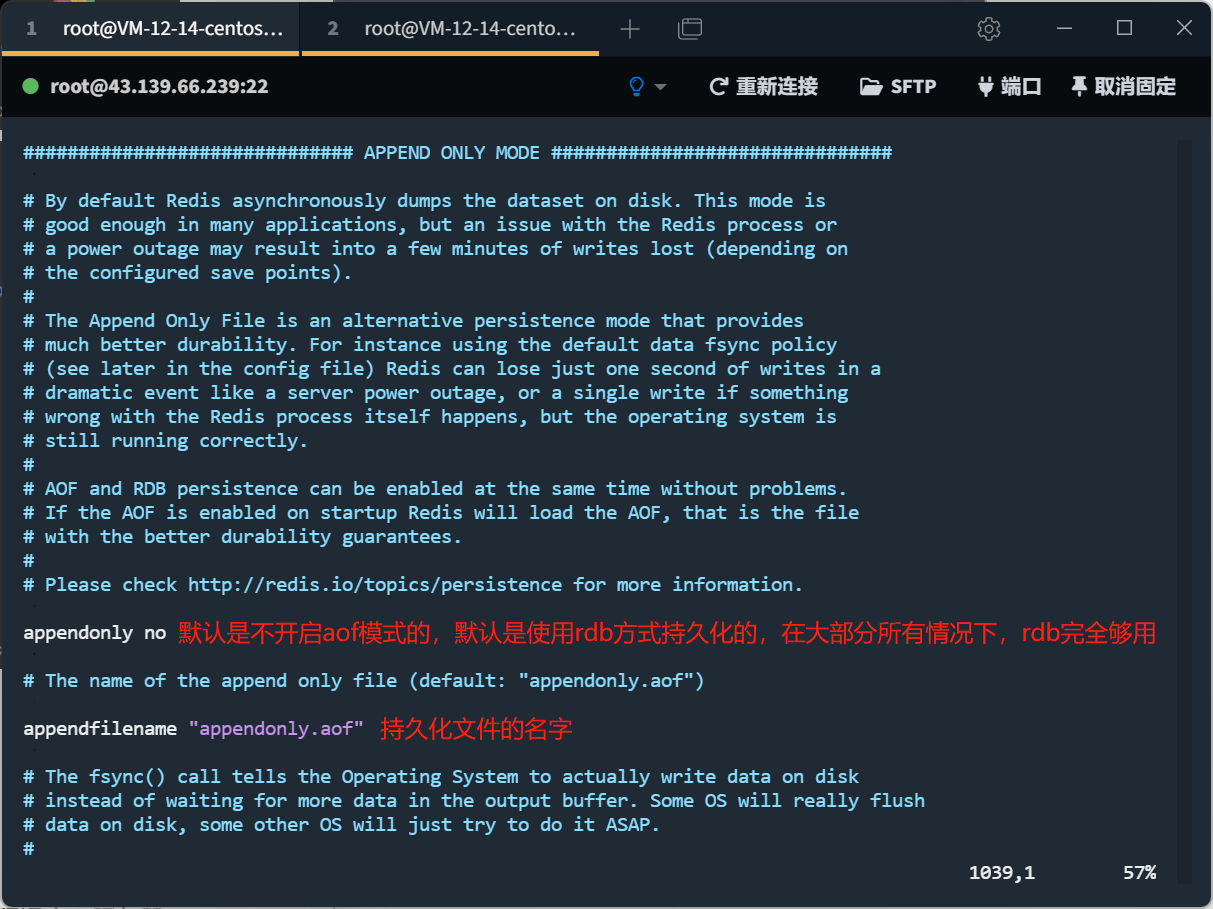 1 root@VM-12-14-centos... 2 root@VM-12-14-cento...
root@43.139.66.239:22 重新连接 SFTP 端口 取消固定
############################## APPEND ONLY MODE ###############################
# By default Redis asynchronously dumps the dataset on disk. This mode is
# good enough in many applications, but an issue with the Redis process or
# a power outage may result into a few minutes of writes lost (depending on
# the configured save points).
#
# The Append Only File is an alternative persistence mode that provides
# much better durability. For instance using the default data fsync policy
# (see later in the config file) Redis can lose just one second of writes in a
# dramatic event like a server power outage, or a single write if something
# wrong with the Redis process itself happens, but the operating system is
# still running correctly.
#
# AOF and RDB persistence can be enabled at the same time without problems.
# If the AOF is enabled on startup Redis will load the AOF, that is the file
# with the better durability guarantees.
#
# Please check http://redis.io/topics/persistence for more information.
appendonly no 默认是不开启aof模式的，默认是使用rdb方式持久化的，在大部分所有情况下，rdb完全够用
# The name of the append only file (default: "appendonly.aof")
appendfilename "appendonly.aof" 持久化文件的名字
# The fsync() call tells the Operating System to actually write data on disk
# instead of waiting for more data in the output buffer. Some OS will really flush
# data on disk, some other OS will just try to do it ASAP.
#
1039,1 57%